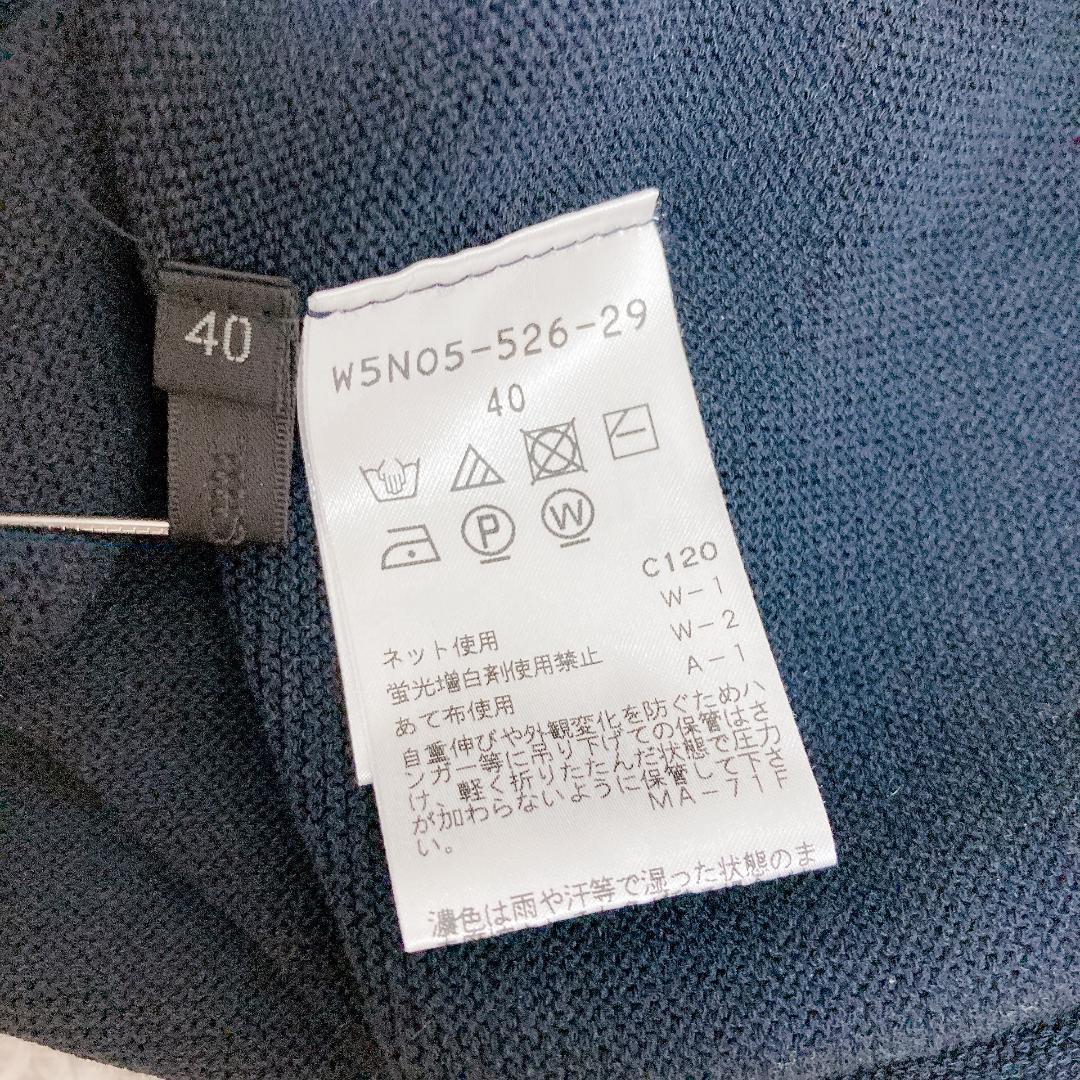 40
W5N05-526-29
40
P
W
C120
W-1
W-2
A-1
ネット使用
蛍光増白剤使用禁止
あて布使用
自重伸びや外観変化を防ぐためハ
ンガー等に吊り下げての保管はさ
け、軽く折りたたんだ状態で圧力
が加わらないように保管して下さ
い。
MA-71F
濃色は雨や汗等で湿った状態のま